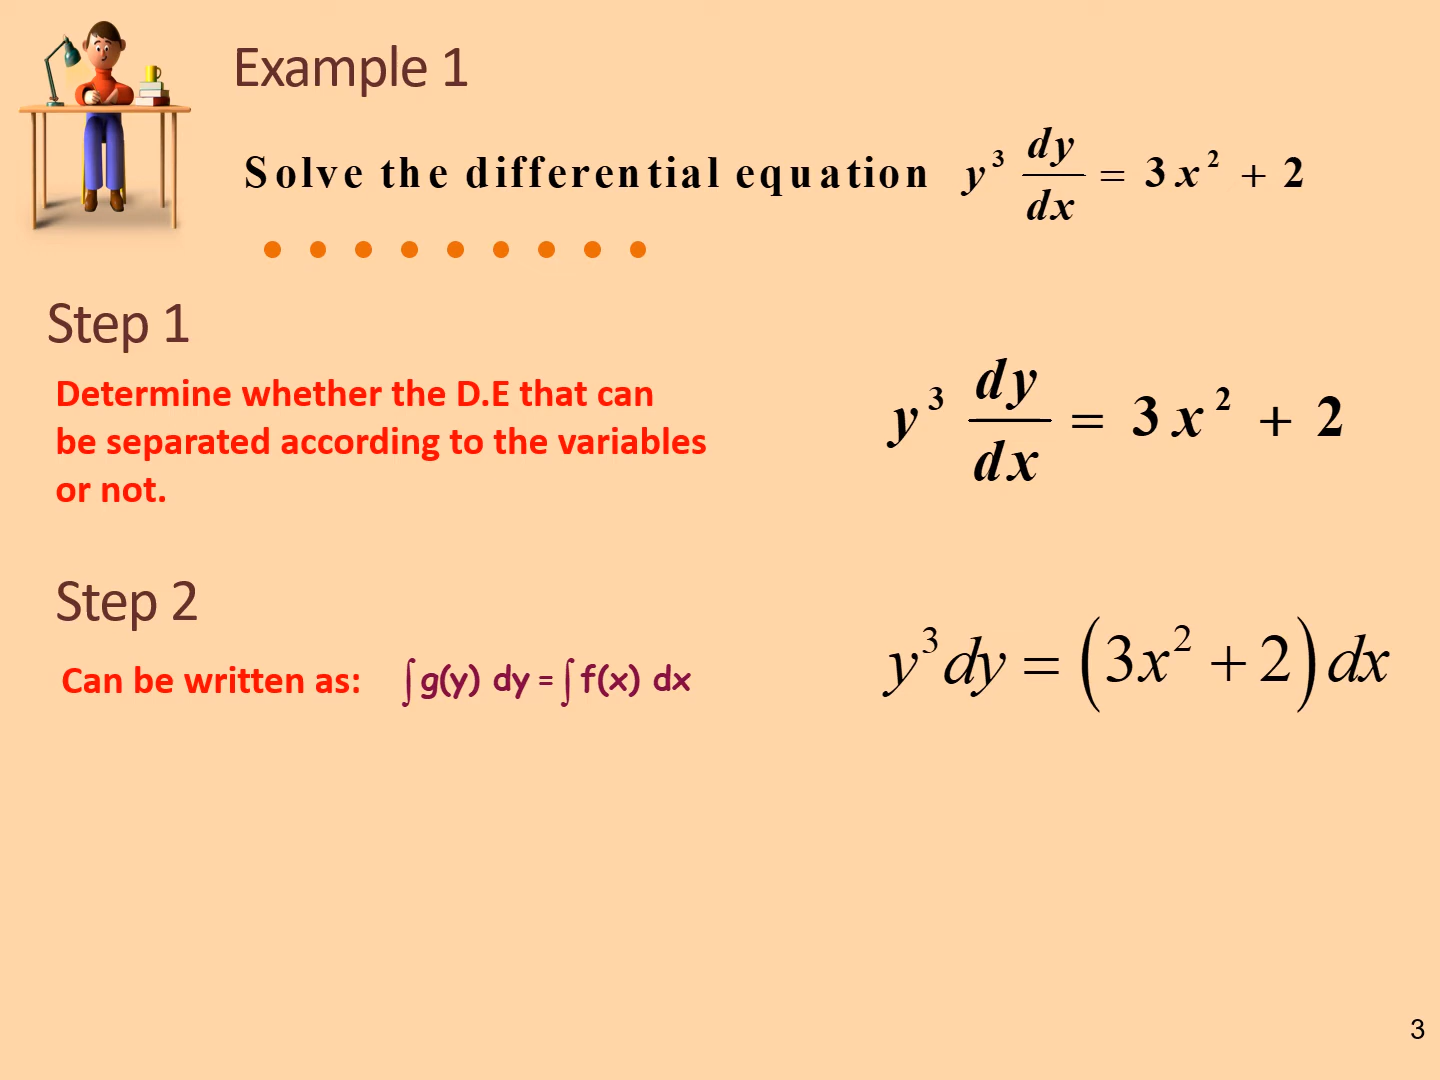 Example 1
Solve the differential equation y³ dy/dx = 3x² + 2
Step 1
Determine whether the D.E that can
be separated according to the variables
or not.
y³ dy/dx = 3x² + 2
Step 2
Can be written as: ∫g(y) dy = ∫f(x) dx
y³dy = (3x² + 2)dx
3